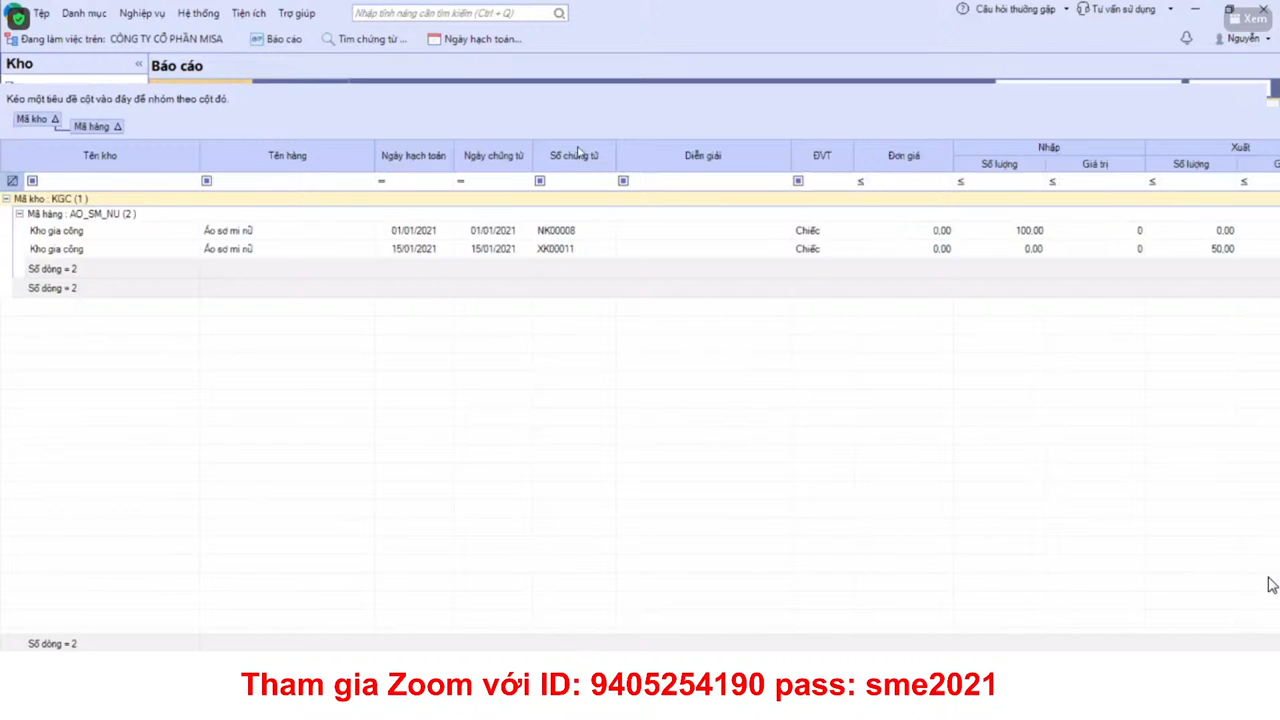 Tệp Danh mục Nghiệp vụ Hệ thống Tiện ích Trợ giúp Nhập tính năng cần tìm kiếm (Ctrl + Q) Câu hỏi thường gặp Tư vấn sử dụng
Xem
Đang làm việc trên: CÔNG TY CỔ PHẦN MISA Báo cáo Tìm chứng từ ... Ngày hạch toán... Nguyễn
Kho « Báo cáo
Kéo một tiêu đề cột vào đây để nhóm theo cột đó.
Mã kho
Mã hàng
Tên kho Tên hàng Ngày hạch toán Ngày chứng từ Số chứng từ Diễn giải ĐVT Đơn giá Nhập Xuất
Số lượng Giá trị Số lượng G
= = ≤ ≤ ≤ ≤ ≤
Mã kho : KGC (1 )
Mã hàng : AO_SM_NU (2 )
Kho gia công Áo sơ mi nữ 01/01/2021 01/01/2021 NK00008 Chiếc 0,00 100,00 0 0,00
Kho gia công Áo sơ mi nữ 15/01/2021 15/01/2021 XK00011 Chiếc 0,00 0,00 0 50,00
Số dòng = 2
Số dòng = 2
Số dòng = 2
Tham gia Zoom với ID: 9405254190 pass: sme2021